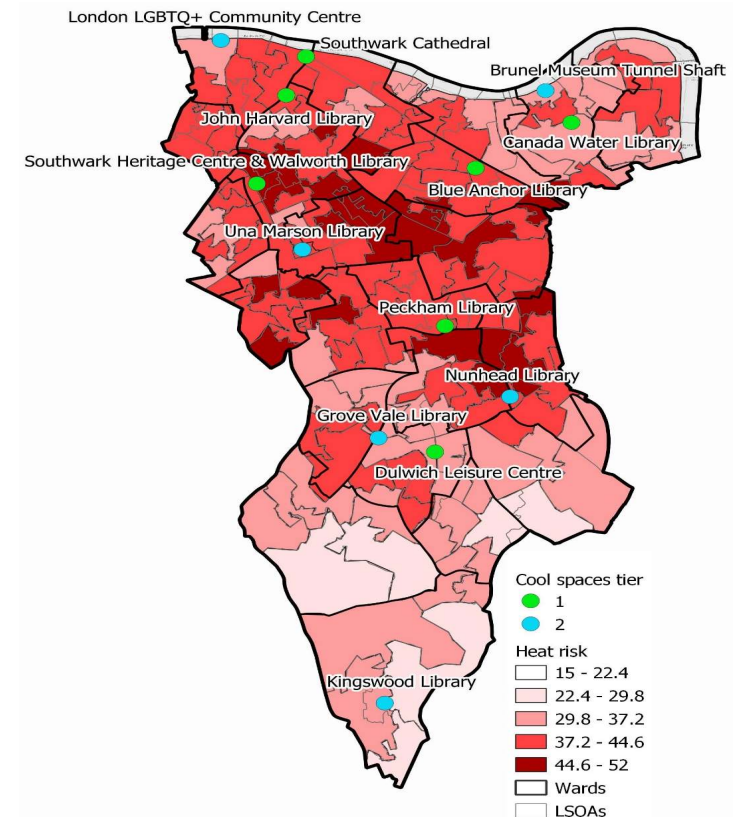 London LGBTQ+ Community Centre
Southwark Cathedral
Brunel Museum Tunnel Shaft
John Harvard Library
Canada Water Library
Southwark Heritage Centre & Walworth Library
Blue Anchor Library
Una Marson Library
Peckham Library
Nunhead Library
Grove Vale Library
Dulwich Leisure Centre
Kingswood Library
Cool spaces tier
1
2
Heat risk
15 - 22.4
22.4 - 29.8
29.8 - 37.2
37.2 - 44.6
44.6 - 52
Wards
LSOAs